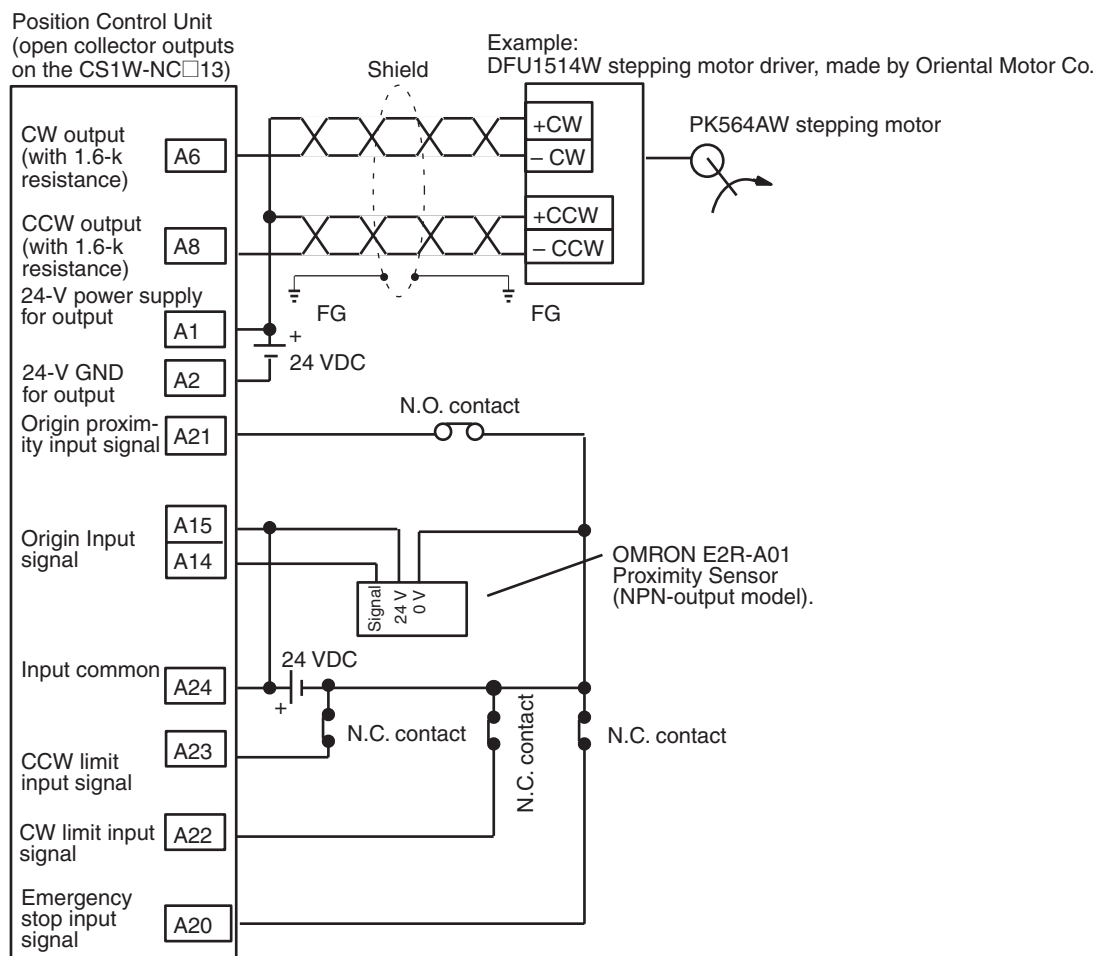 Position Control Unit
(open collector outputs
on the CS1W-NC□13)
Example:
DFU1514W stepping motor driver, made by Oriental Motor Co.
Shield
CW output
(with 1.6-k
resistance)
A6
+CW
– CW
PK564AW stepping motor
CCW output
(with 1.6-k
resistance)
A8
+CCW
– CCW
24-V power supply
for output
A1
FG
FG
+
24 VDC
24-V GND
for output
A2
Origin proxim-
ity input signal
A21
N.O. contact
Origin Input
signal
A15
A14
Signal
24 V
0 V
OMRON E2R-A01
Proximity Sensor
(NPN-output model).
Input common
A24
24 VDC
+
N.C. contact
N.C. contact
N.C. contact
CCW limit
input signal
A23
CW limit input
signal
A22
Emergency
stop input
signal
A20